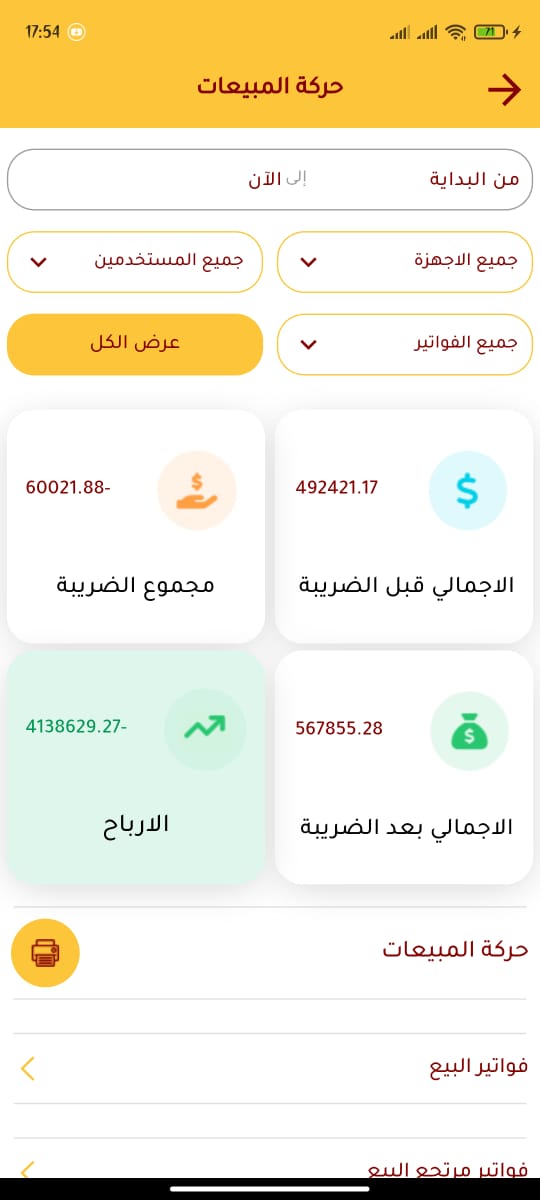 17:54
71
حركة المبيعات
من البداية إلى الآن
جميع الاجهزة
جميع المستخدمين
جميع الفواتير
عرض الكل
492421.17
الاجمالي قبل الضريبة
60021.88-
مجموع الضريبة
567855.28
الاجمالي بعد الضريبة
4138629.27-
الارباح
حركة المبيعات
فواتير البيع
فواتير مرتجع البيع